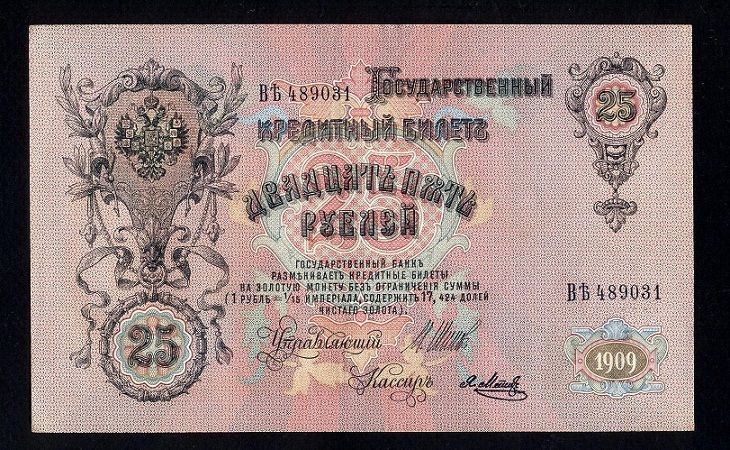 ВѢ 489031
Государственный
25
Кредитный Билетъ
Двадцать пять
рублей
ГОСУДАРСТВЕННЫЙ БАНКЪ
РАЗМѢНИВАЕТЪ КРЕДИТНЫЕ БИЛЕТЫ
НА ЗОЛОТУЮ МОНЕТУ БЕЗЪ ОГРАНИЧЕНІЯ СУММЫ
(1 РУБЛЬ = 1/15 ИМПЕРІАЛА, СОДЕРЖИТЪ 17,424 ДОЛЕЙ
ЧИСТАГО ЗОЛОТА).
ВѢ 489031
25
25
Управляющій
1909
Кассиръ